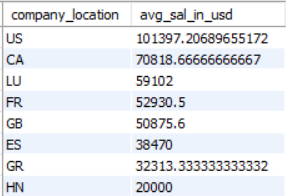 company_location avg_sal_in_usd
US 101397.20689655172
CA 70818.66666666667
LU 59102
FR 52930.5
GB 50875.6
ES 38470
GR 32313.333333333332
HN 20000